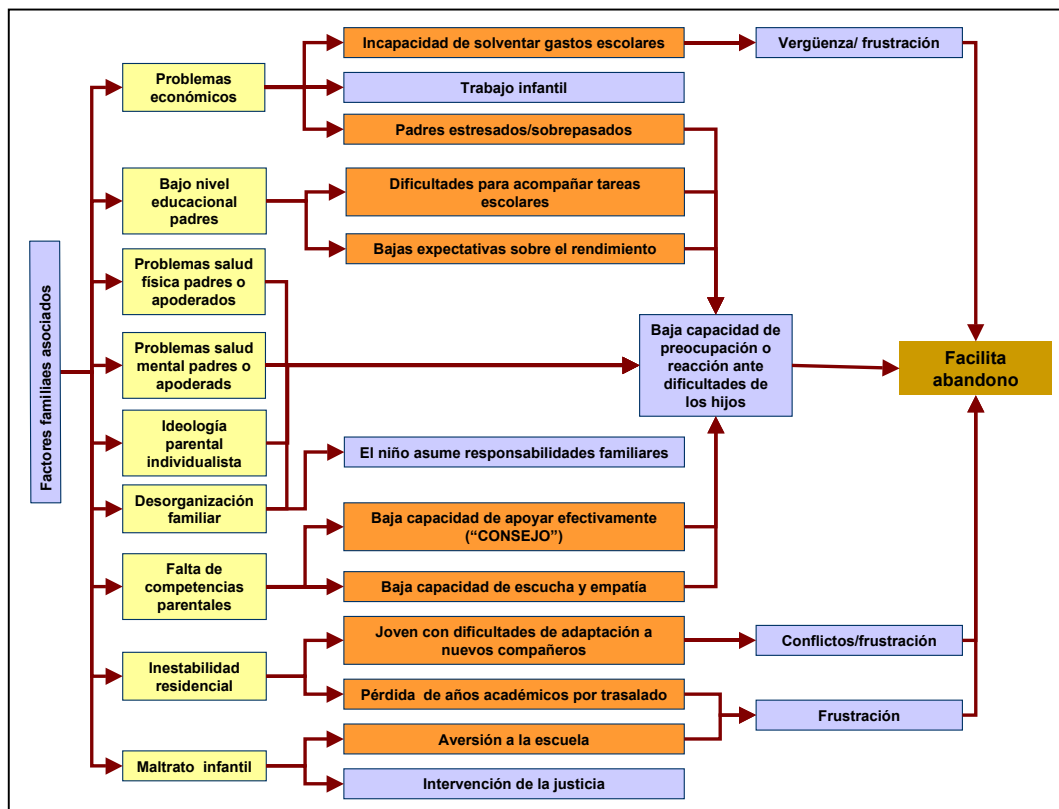 Factores familiaes asociados
Problemas
económicos
Incapacidad de solventar gastos escolares
Vergüenza/ frustración
Trabajo infantil
Padres estresados/sobrepasados
Bajo nivel
educacional
padres
Dificultades para acompañar tareas
escolares
Bajas expectativas sobre el rendimiento
Problemas salud
física padres o
apoderados
Problemas salud
mental padres o
apoderads
Ideología
parental
individualista
Desorganización
familiar
Baja capacidad de
preocupación o
reacción ante
dificultades de
los hijos
Facilita
abandono
El niño asume responsabilidades familiares
Falta de
competencias
parentales
Baja capacidad de apoyar efectivamente
(“CONSEJO”)
Baja capacidad de escucha y empatía
Inestabilidad
residencial
Joven con dificultades de adaptación a
nuevos compañeros
Conflictos/frustración
Pérdida de años académicos por trasalado
Frustración
Maltrato infantil
Aversión a la escuela
Intervención de la justicia